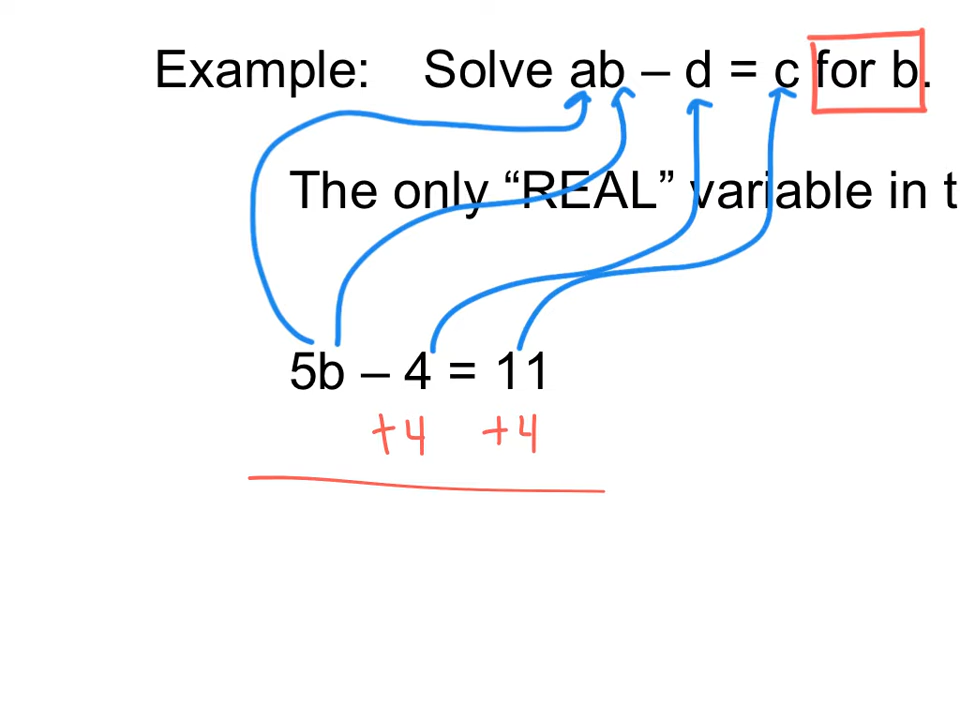 Example: Solve ab – d = c for b.
The only “REAL” variable in t
5b – 4 = 11
+4 +4